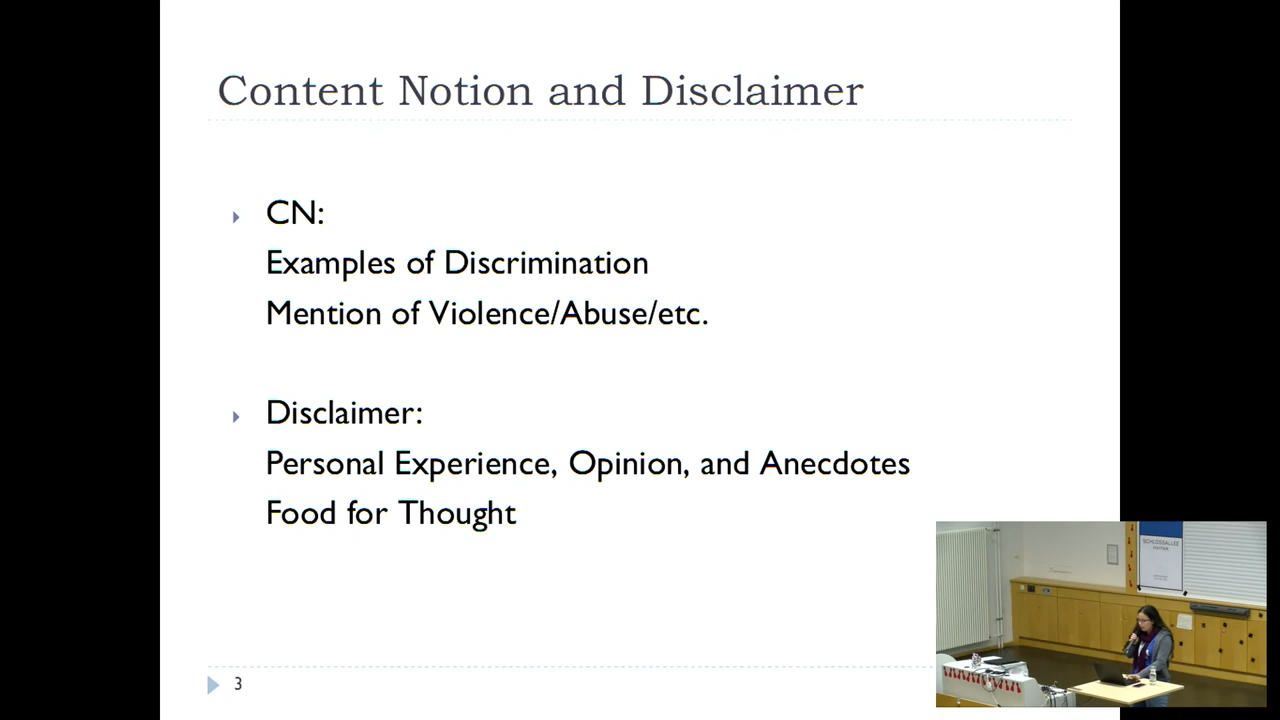 Content Notion and Disclaimer
CN:
Examples of Discrimination
Mention of Violence/Abuse/etc.
Disclaimer:
Personal Experience, Opinion, and Anecdotes
Food for Thought
3
SCHLOSSALLEE